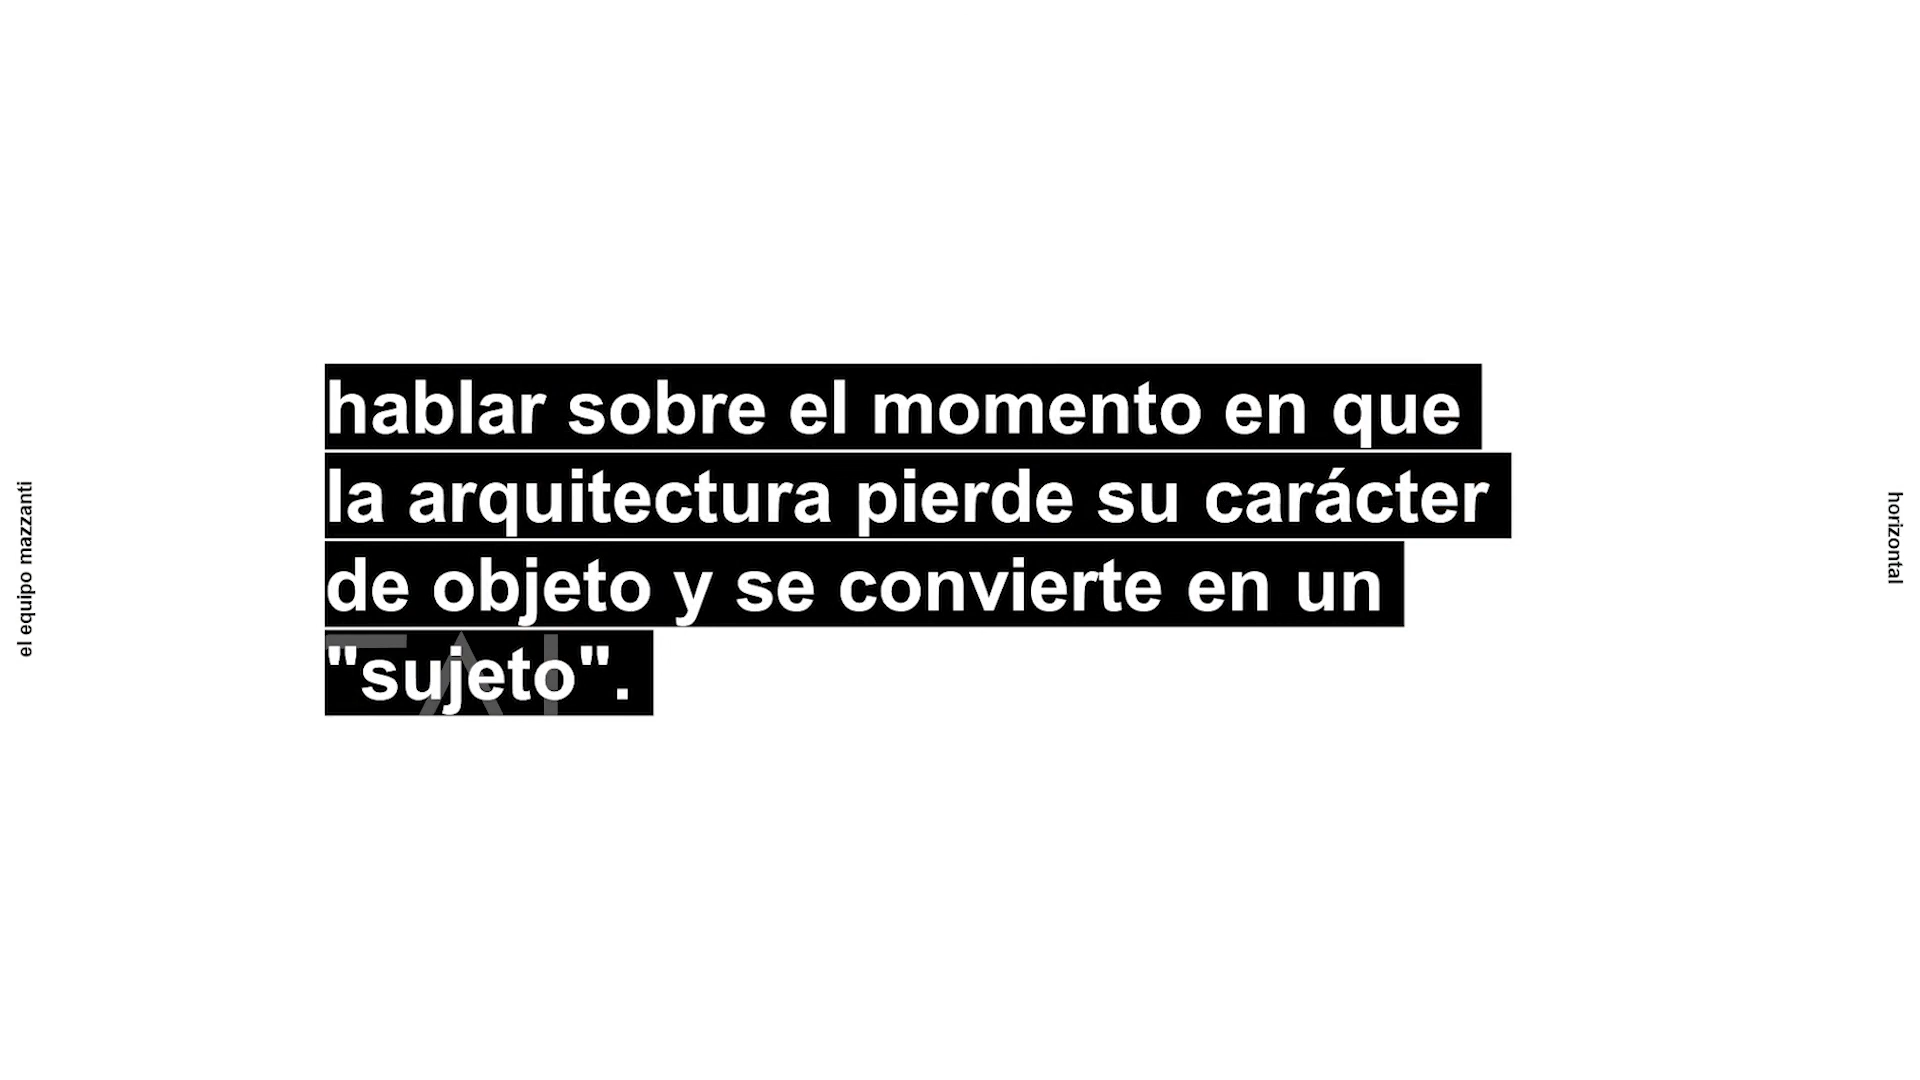 el equipo mazzanti
hablar sobre el momento en que
la arquitectura pierde su carácter
de objeto y se convierte en un
"sujeto".
horizontal